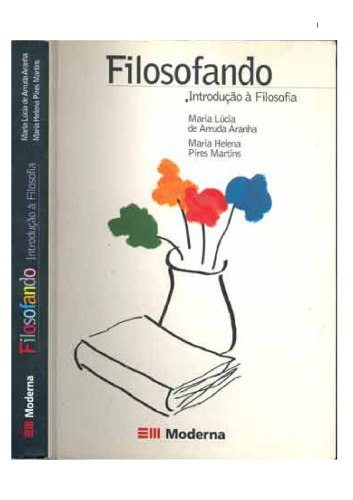 Maria Lúcia de Arruda Aranha
Maria Helena Pires Martins
Filosofando Introdução à Filosofia
Moderna
Filosofando
Introdução à Filosofia
Maria Lúcia
de Arruda Aranha
Maria Helena
Pires Martins
Moderna